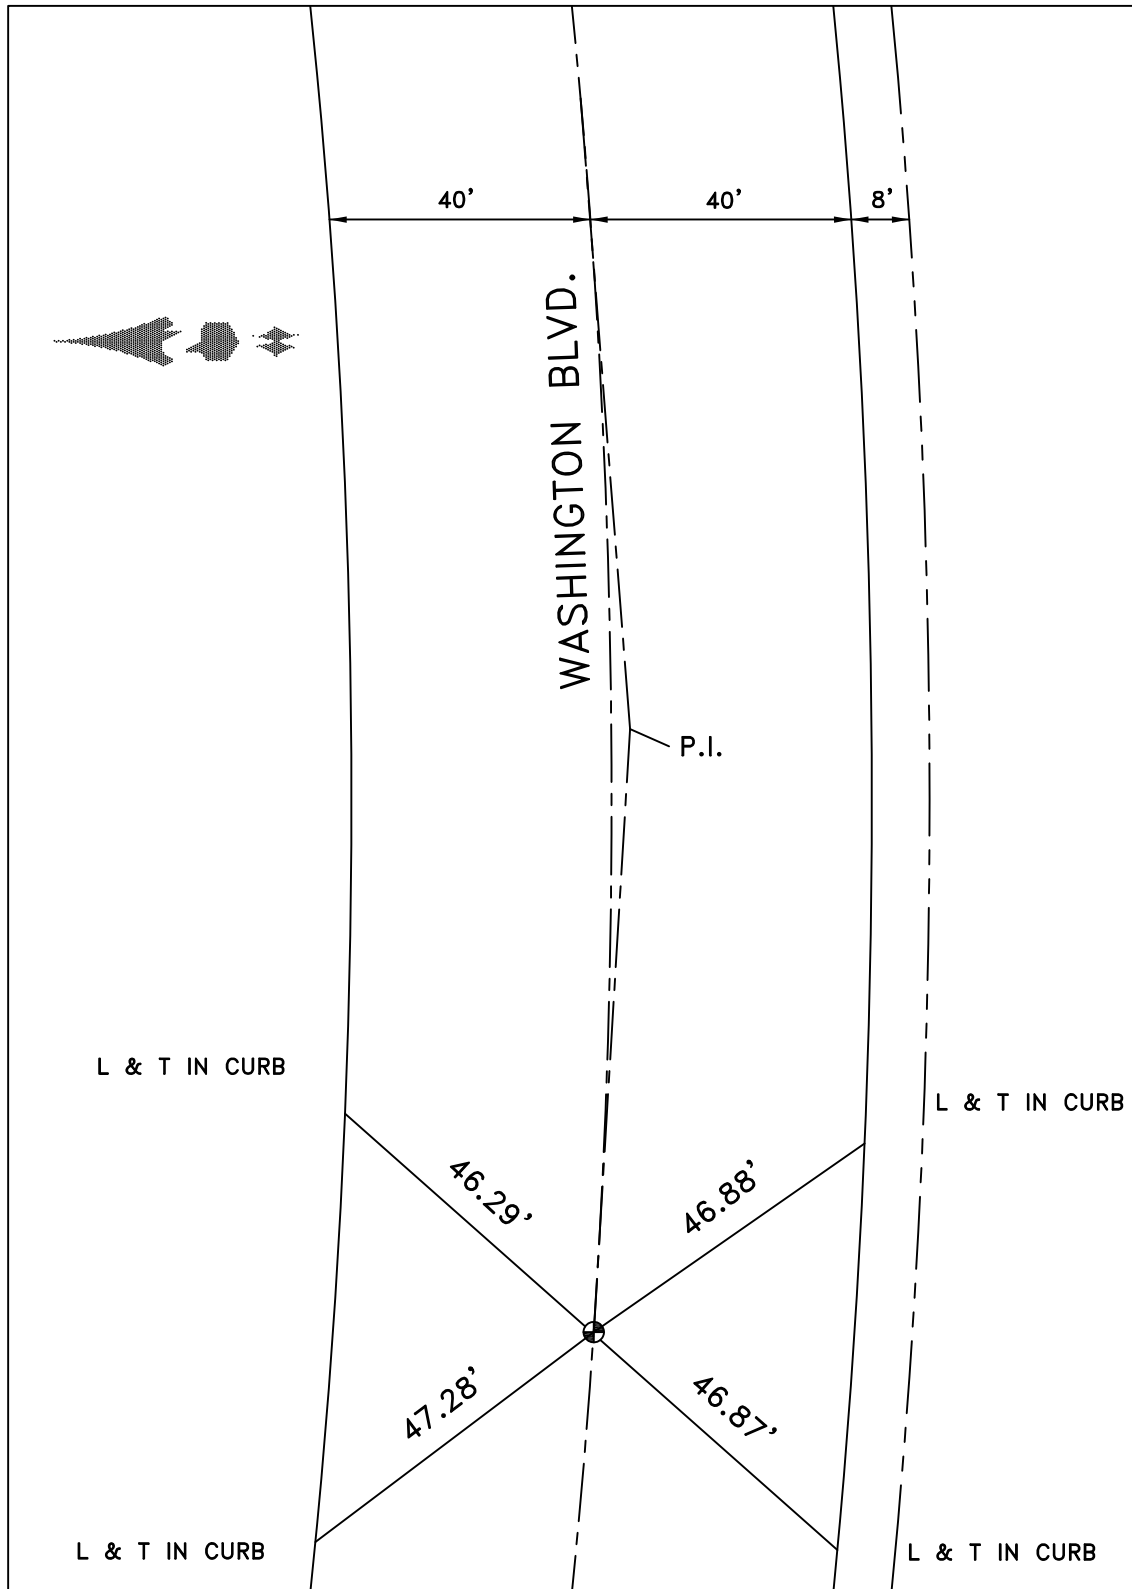 40’ 40’ 8’
WASHINGTON BLVD.
P.I.
L & T IN CURB
L & T IN CURB
46.29’
46.88’
47.28’
46.87’
L & T IN CURB
L & T IN CURB